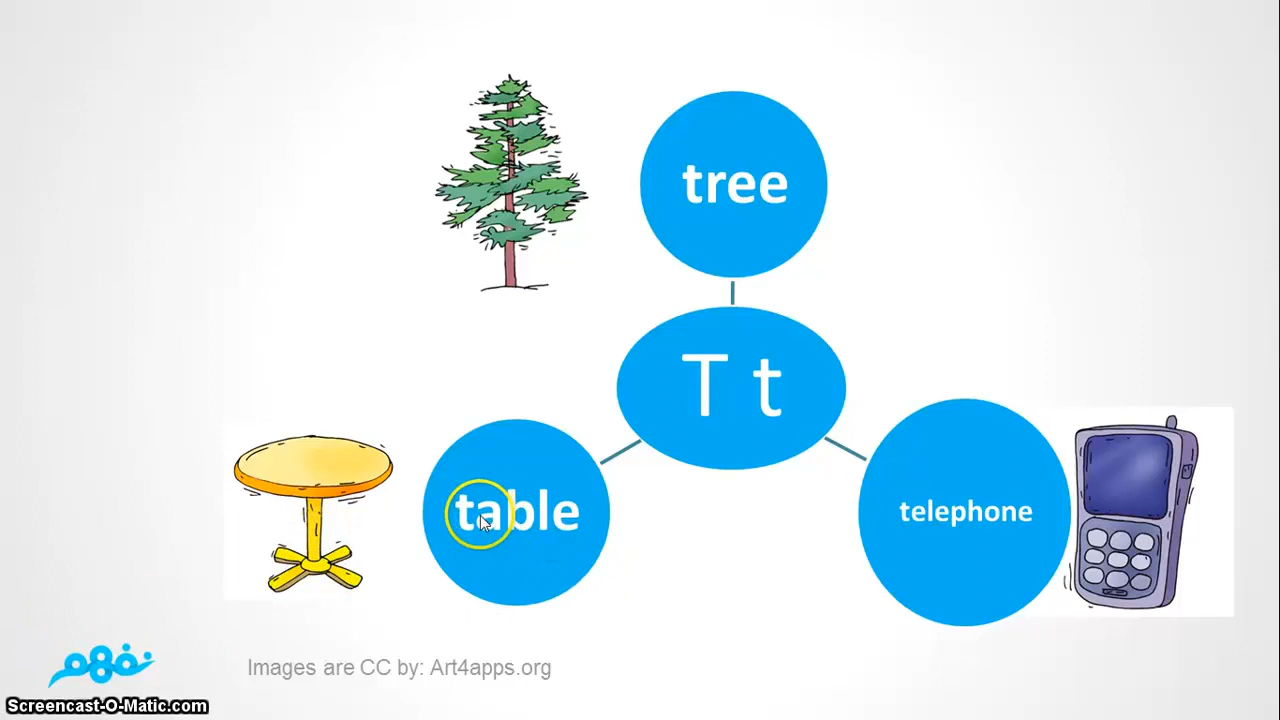 tree
T t
table
telephone
نفهم
Images are CC by: Art4apps.org
Screencast-O-Matic.com